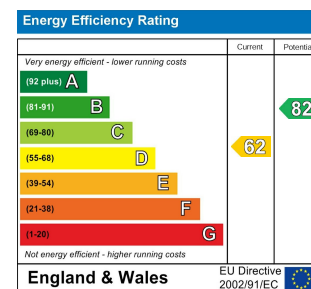 Energy Efficiency Rating
Current Potentia
Very energy efficient - lower running costs
(92 plus) A
(81-91) B
82
(69-80) C
62
(55-68) D
(39-54) E
(21-38) F
(1-20) G
Not energy efficient - higher running costs
England & Wales
EU Directive
2002/91/EC